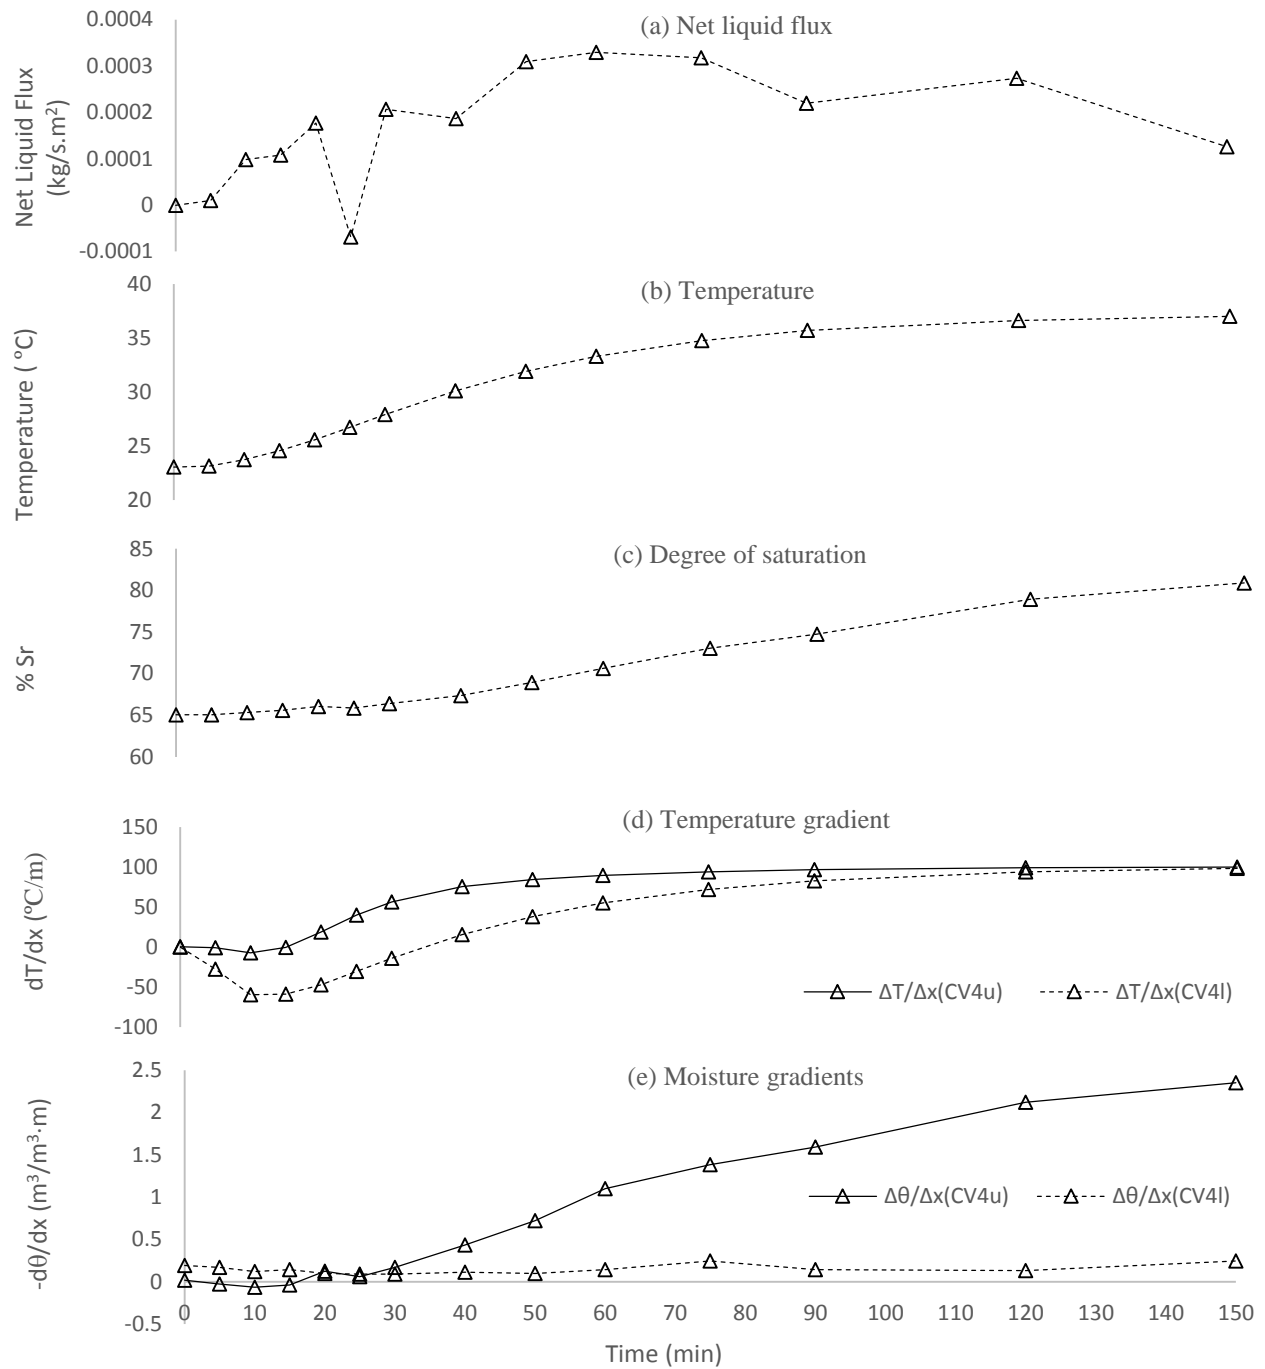 (a) Net liquid flux
Net Liquid Flux
(kg/s.m²)
0.0004
0.0003
0.0002
0.0001
0
-0.0001
(b) Temperature
Temperature ( °C)
40
35
30
25
20
(c) Degree of saturation
% Sr
85
80
75
70
65
60
(d) Temperature gradient
dT/dx (°C/m)
150
100
50
0
-50
-100
ΔT/Δx(CV4u) ΔT/Δx(CV4l)
(e) Moisture gradients
-dθ/dx (m³/m³·m)
2.5
2
1.5
1
0.5
0
-0.5
Δθ/Δx(CV4u) Δθ/Δx(CV4l)
0 10 20 30 40 50 60 70 80 90 100 110 120 130 140 150
Time (min)